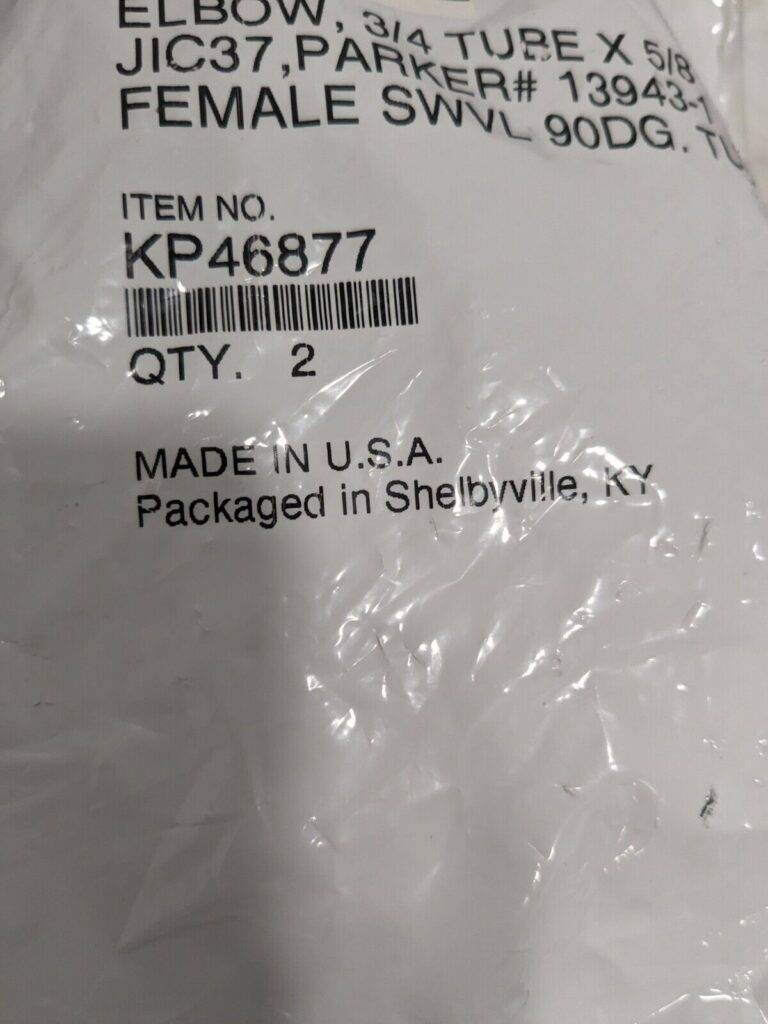 ELBOW, 3/4 TUBE X 5/8
JIC37,PARKER# 13943-1
FEMALE SWVL 90DG. TU
ITEM NO.
KP46877
QTY. 2
MADE IN U.S.A.
Packaged in Shelbyville, KY